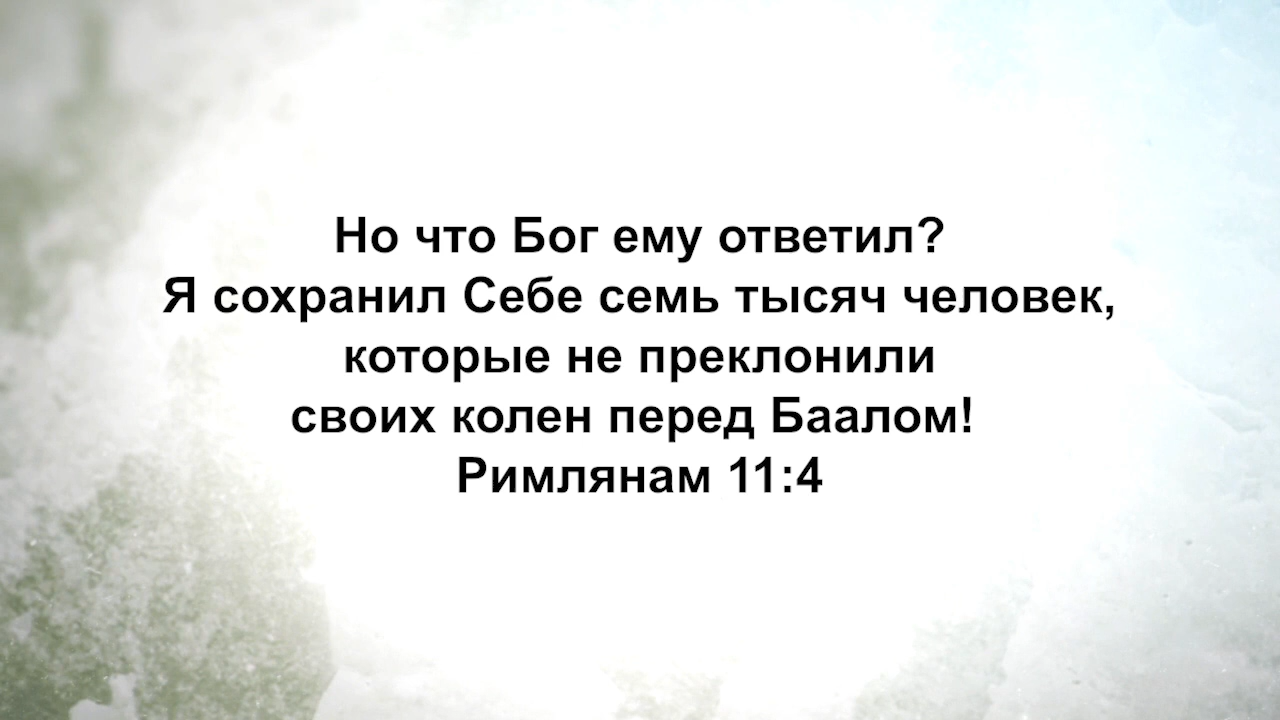 Но что Бог ему ответил?
Я сохранил Себе семь тысяч человек,
которые не преклонили
своих колен перед Баалом!
Римлянам 11:4